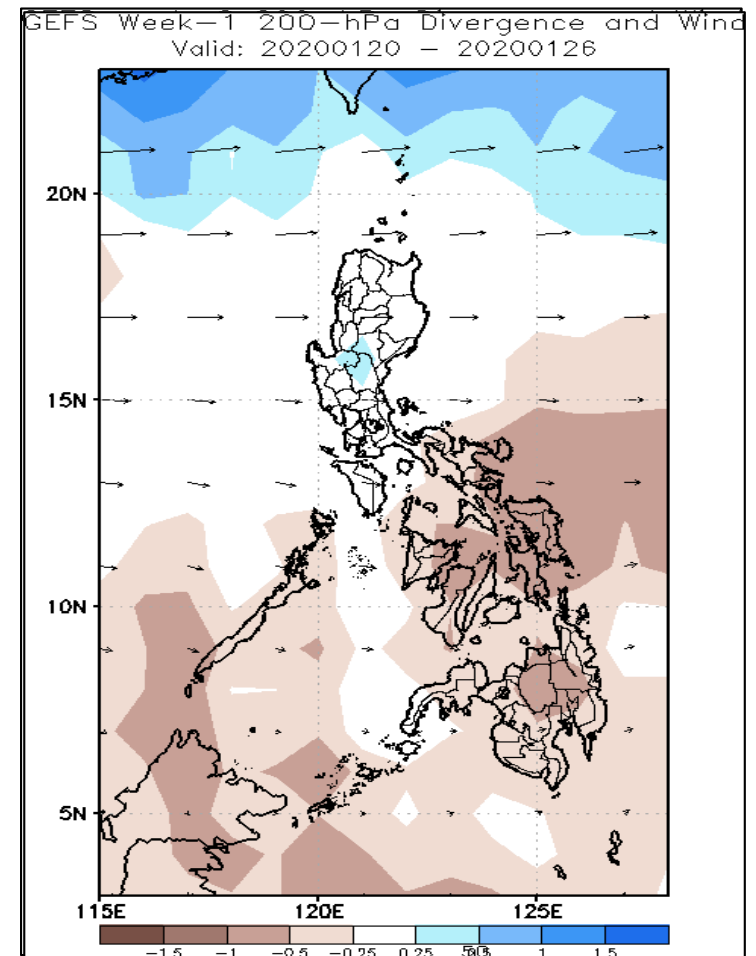 GEFS Week-1 200-hPa Divergence and Wind
Valid: 20200120 - 20200126
20N
15N
10N
5N
115E 120E 125E
-1.5 -1 -0.5 -0.25 0.25 1 1.5